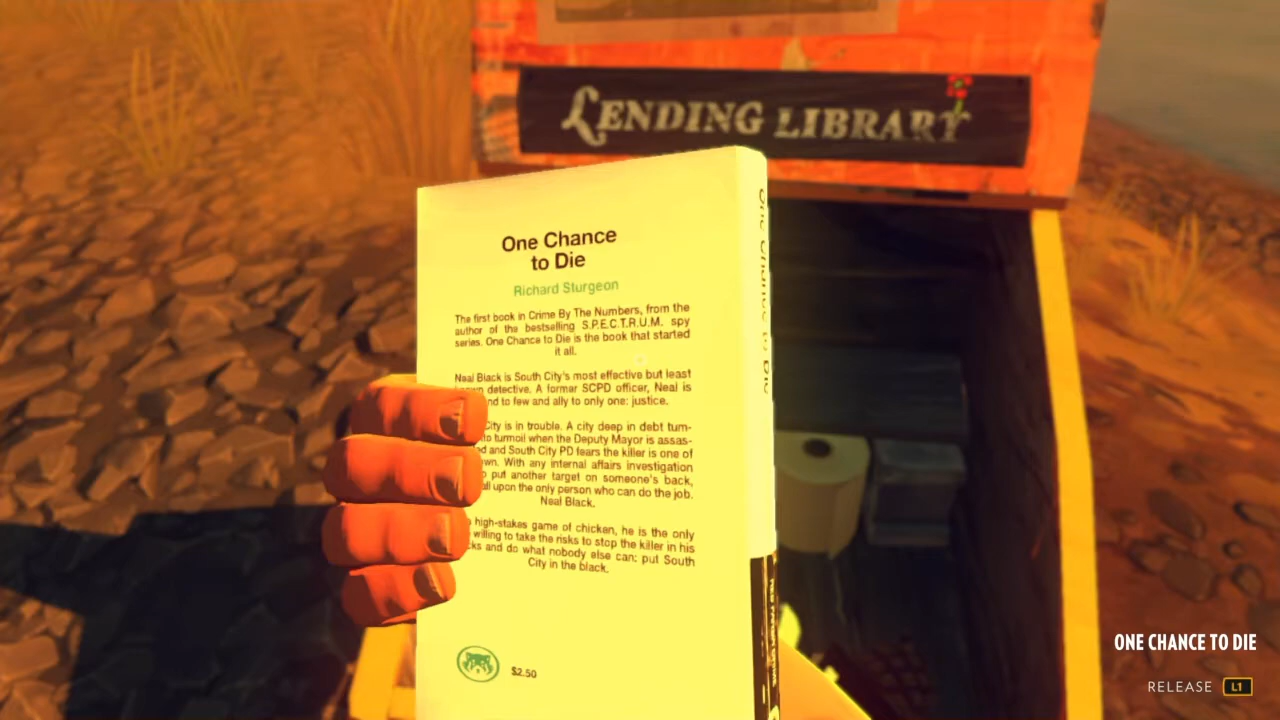 LENDING LIBRARY
One Chance
to Die
Richard Sturgeon
The first book in Crime By The Numbers, from the
author of the bestselling S.P.E.C.T.R.U.M. spy
series. One Chance to Die is the book that started
it all.
Neal Black is South City's most effective but least
detective. A former SCPD officer, Neal is
to few and ally to only one: justice.
City is in trouble. A city deep in debt tum-
turmoil when the Deputy Mayor is assas-
and South City PD fears the killer is one of
With any internal affairs investigation
put another target on someone's back,
upon the only person who can do the job.
Neal Black.
high-stakes game of chicken, he is the only
willing to take the risks to stop the killer in his
and do what nobody else can: put South
City in the black.
$2.50
One Chance to Die
ONE CHANCE TO DIE
RELEASE L1